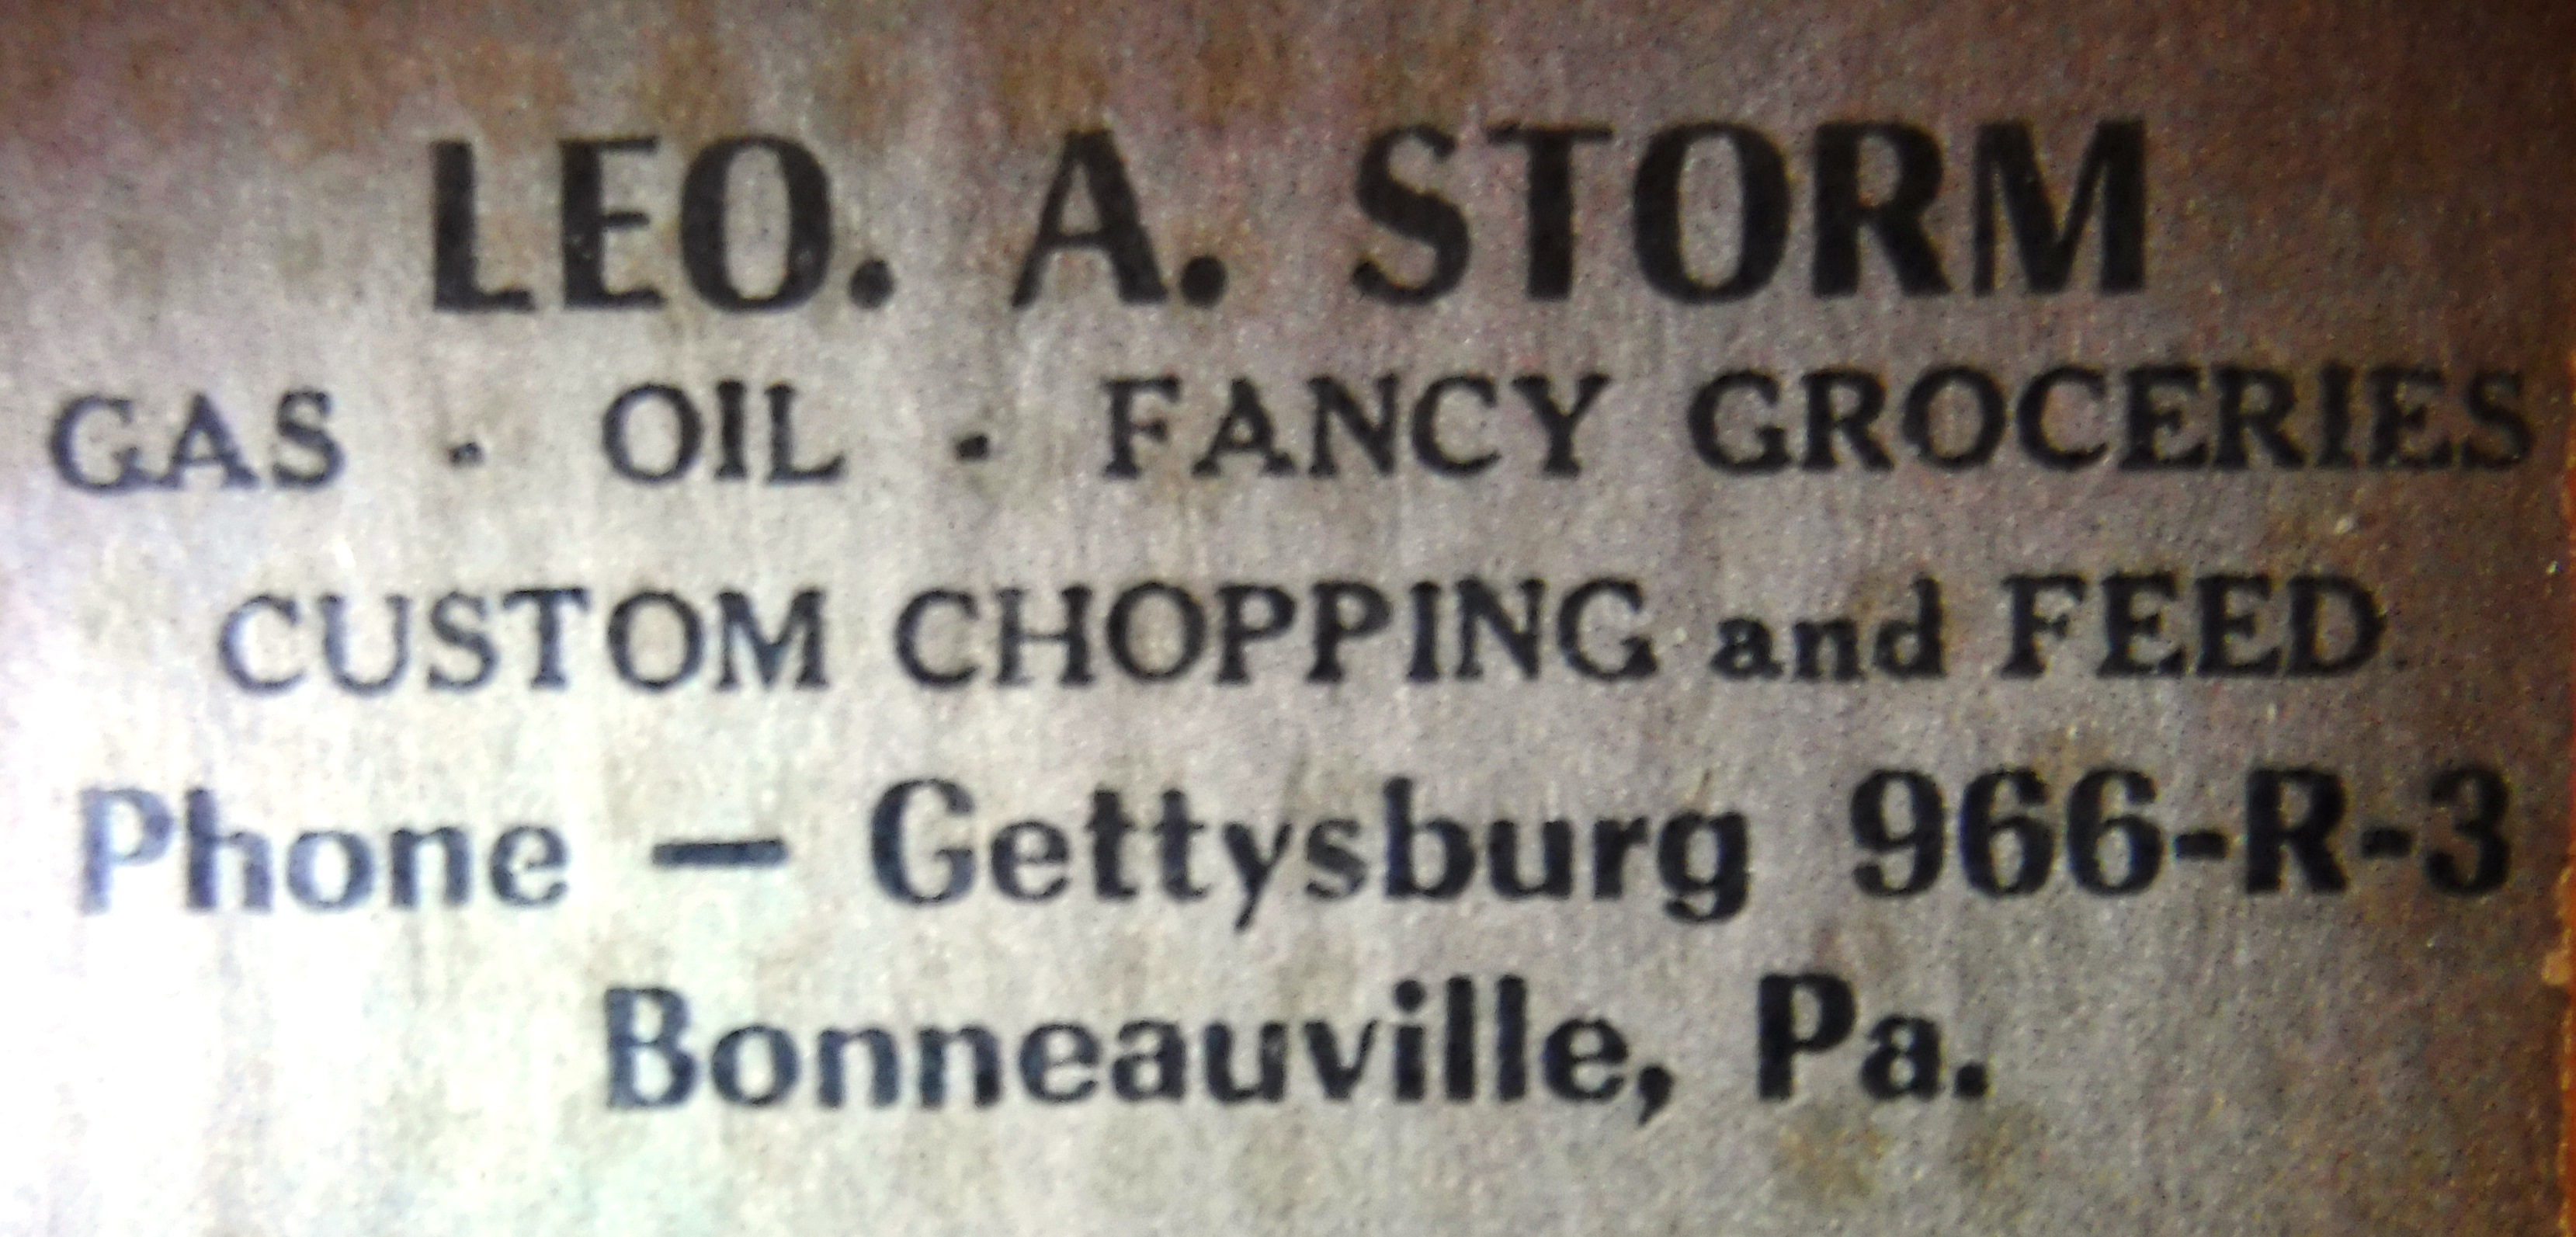 LEO. A. STORM
GAS - OIL - FANCY GROCERIES
CUSTOM CHOPPING and FEED
Phone — Gettysburg 966-R-3
Bonneauville, Pa.